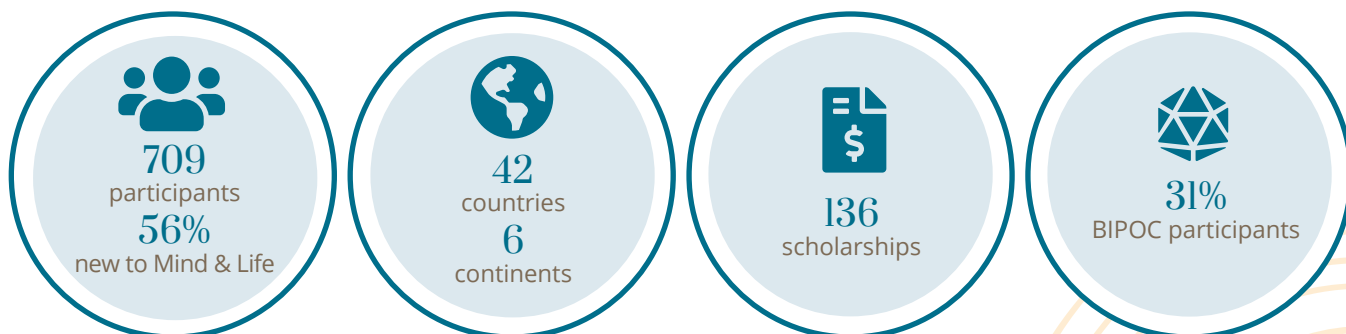 709
participants
56%
new to Mind & Life
42
countries
6
continents
$
136
scholarships
31%
BIPOC participants